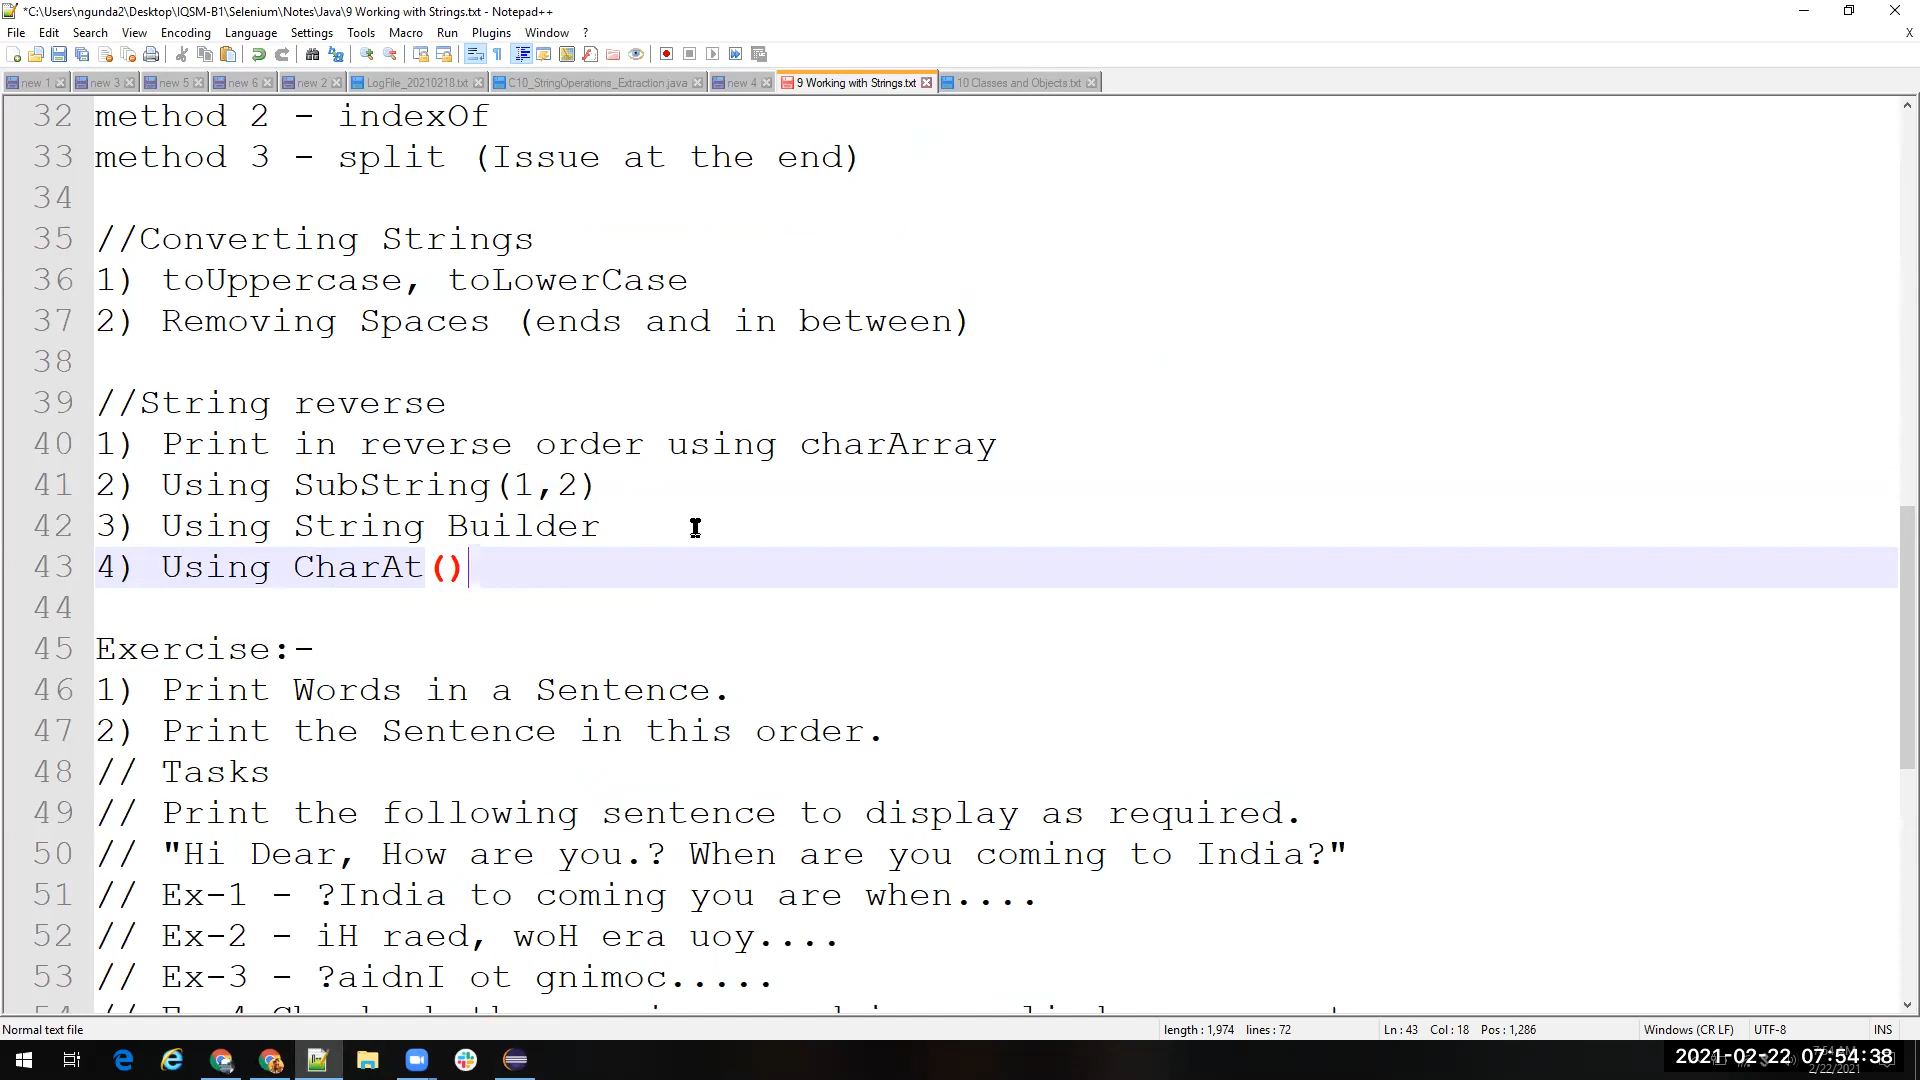 *C:\Users\ngunda2\Desktop\IQSM-B1\Selenium\Notes\Java\9 Working with Strings.txt - Notepad++
File Edit Search View Encoding Language Settings Tools Macro Run Plugins Window ? X
new 1 new 3 new 5 new 6 new 2 LogFile_20210218.txt C10_StringOperations_Extraction.java new 4 9 Working with Strings.txt 10 Classes and Objects.txt
32 method 2 - indexOf
33 method 3 - split (Issue at the end)
34
35 //Converting Strings
36 1) toUppercase, toLowerCase
37 2) Removing Spaces (ends and in between)
38
39 //String reverse
40 1) Print in reverse order using charArray
41 2) Using SubString(1,2)
42 3) Using String Builder
43 4) Using CharAt()
44
45 Exercise:-
46 1) Print Words in a Sentence.
47 2) Print the Sentence in this order.
48 // Tasks
49 // Print the following sentence to display as required.
50 // "Hi Dear, How are you.? When are you coming to India?"
51 // Ex-1 - ?India to coming you are when....
52 // Ex-2 - iH raed, woH era uoy....
53 // Ex-3 - ?aidnI ot gnimoc.....
Normal text file length : 1,974 lines : 72 Ln : 43 Col : 18 Pos : 1,286 Windows (CR LF) UTF-8 INS
2021-02-22 07:54:38
2/22/2021